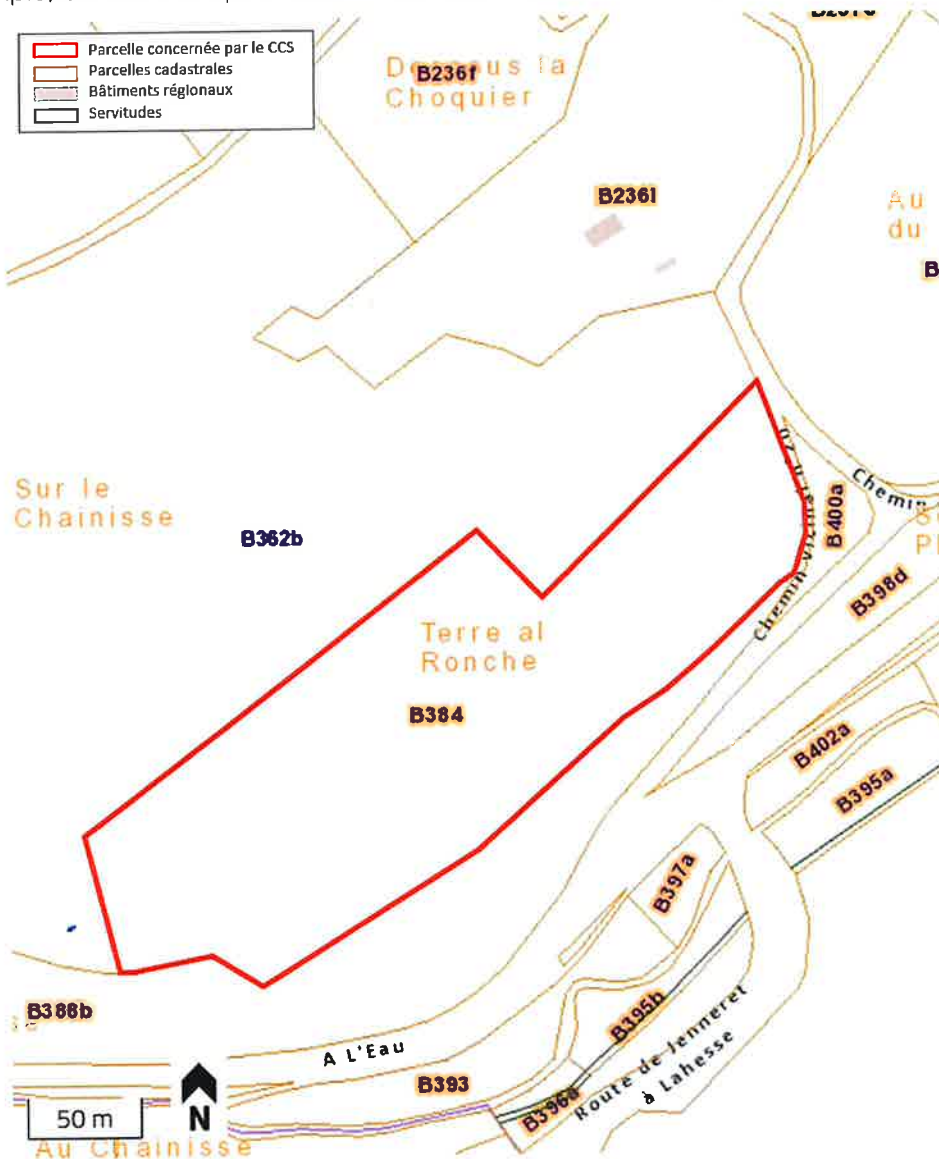 Parcelle concernée par le CCS
Parcelles cadastrales
Bâtiments régionaux
Servitudes
B236f
Choquier
B236l
Au
du
B
Sur le
Chainisse
B362b
Chemin
B400a
B398d
Terre al
Ronche
B384
B402a
B395a
B397a
B388b
B395b
A L'Eau
Route de Jenneret
à Lahesse
B393
B396a
50 m
N
Au Chainisse